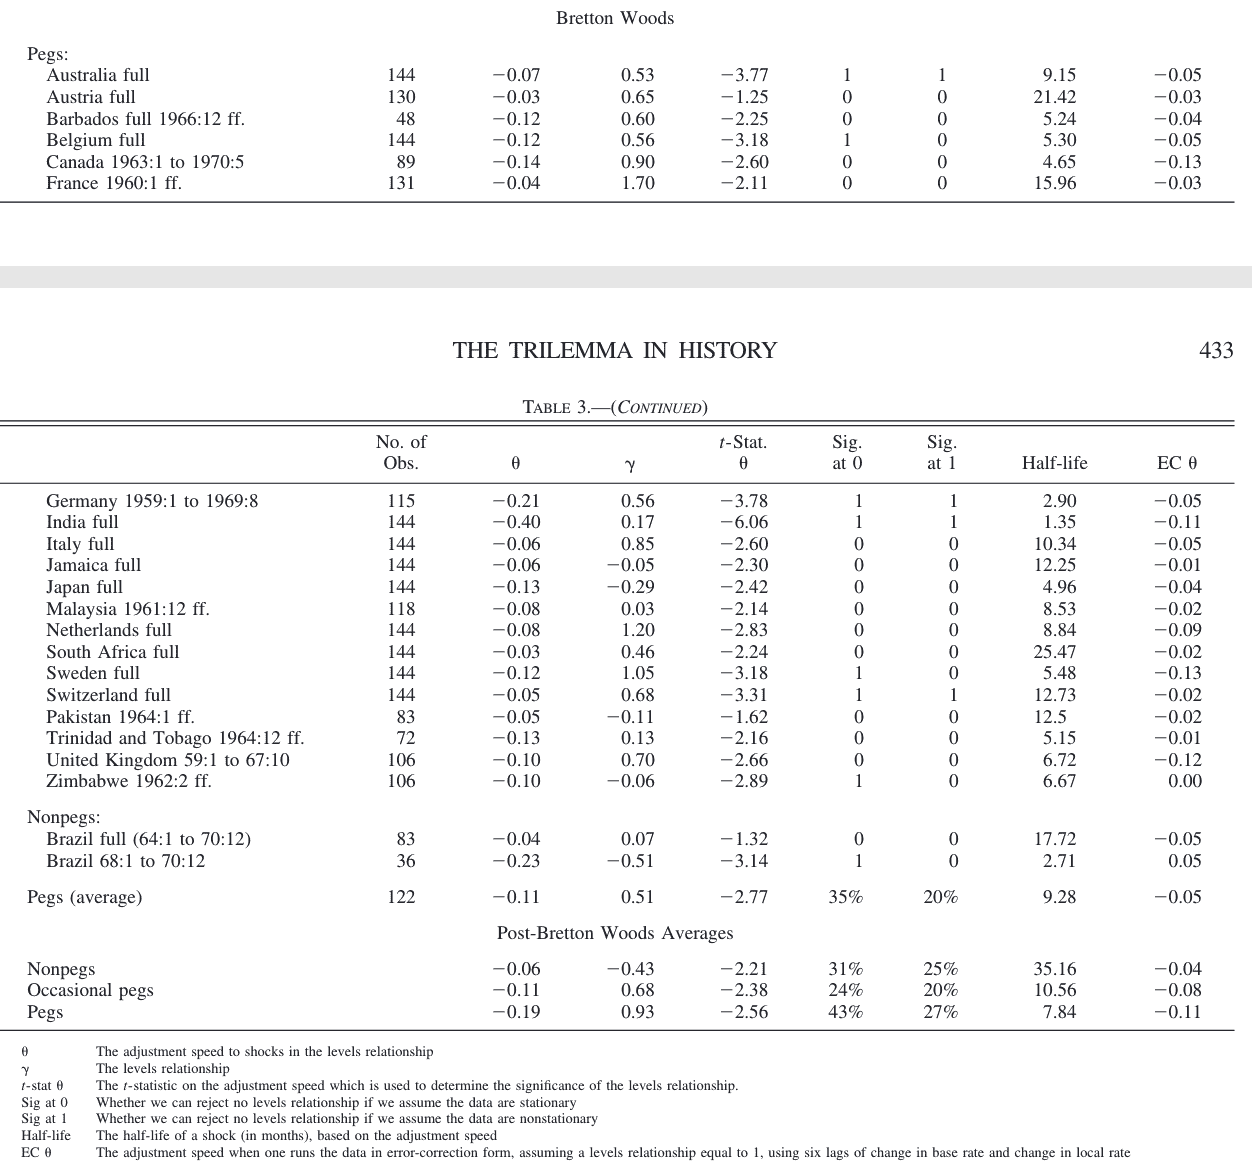 Bretton Woods
Pegs:
Australia full 144 −0.07 0.53 −3.77 1 1 9.15 −0.05
Austria full 130 −0.03 0.65 −1.25 0 0 21.42 −0.03
Barbados full 1966:12 ff. 48 −0.12 0.60 −2.25 0 0 5.24 −0.04
Belgium full 144 −0.12 0.56 −3.18 1 0 5.30 −0.05
Canada 1963:1 to 1970:5 89 −0.14 0.90 −2.60 0 0 4.65 −0.13
France 1960:1 ff. 131 −0.04 1.70 −2.11 0 0 15.96 −0.03
THE TRILEMMA IN HISTORY 433
TABLE 3.—(CONTINUED)
No. of t-Stat. Sig. Sig.
Obs. θ γ θ at 0 at 1 Half-life EC θ
Germany 1959:1 to 1969:8 115 −0.21 0.56 −3.78 1 1 2.90 −0.05
India full 144 −0.40 0.17 −6.06 1 1 1.35 −0.11
Italy full 144 −0.06 0.85 −2.60 0 0 10.34 −0.05
Jamaica full 144 −0.06 −0.05 −2.30 0 0 12.25 −0.01
Japan full 144 −0.13 −0.29 −2.42 0 0 4.96 −0.04
Malaysia 1961:12 ff. 118 −0.08 0.03 −2.14 0 0 8.53 −0.02
Netherlands full 144 −0.08 1.20 −2.83 0 0 8.84 −0.09
South Africa full 144 −0.03 0.46 −2.24 0 0 25.47 −0.02
Sweden full 144 −0.12 1.05 −3.18 1 0 5.48 −0.13
Switzerland full 144 −0.05 0.68 −3.31 1 1 12.73 −0.02
Pakistan 1964:1 ff. 83 −0.05 −0.11 −1.62 0 0 12.5 −0.02
Trinidad and Tobago 1964:12 ff. 72 −0.13 0.13 −2.16 0 0 5.15 −0.01
United Kingdom 59:1 to 67:10 106 −0.10 0.70 −2.66 0 0 6.72 −0.12
Zimbabwe 1962:2 ff. 106 −0.10 −0.06 −2.89 1 0 6.67 0.00
Nonpegs:
Brazil full (64:1 to 70:12) 83 −0.04 0.07 −1.32 0 0 17.72 −0.05
Brazil 68:1 to 70:12 36 −0.23 −0.51 −3.14 1 0 2.71 0.05
Pegs (average) 122 −0.11 0.51 −2.77 35% 20% 9.28 −0.05
Post-Bretton Woods Averages
Nonpegs −0.06 −0.43 −2.21 31% 25% 35.16 −0.04
Occasional pegs −0.11 0.68 −2.38 24% 20% 10.56 −0.08
Pegs −0.19 0.93 −2.56 43% 27% 7.84 −0.11
θ The adjustment speed to shocks in the levels relationship
γ The levels relationship
t-stat θ The t-statistic on the adjustment speed which is used to determine the significance of the levels relationship.
Sig at 0 Whether we can reject no levels relationship if we assume the data are stationary
Sig at 1 Whether we can reject no levels relationship if we assume the data are nonstationary
Half-life The half-life of a shock (in months), based on the adjustment speed
EC θ The adjustment speed when one runs the data in error-correction form, assuming a levels relationship equal to 1, using six lags of change in base rate and change in local rate